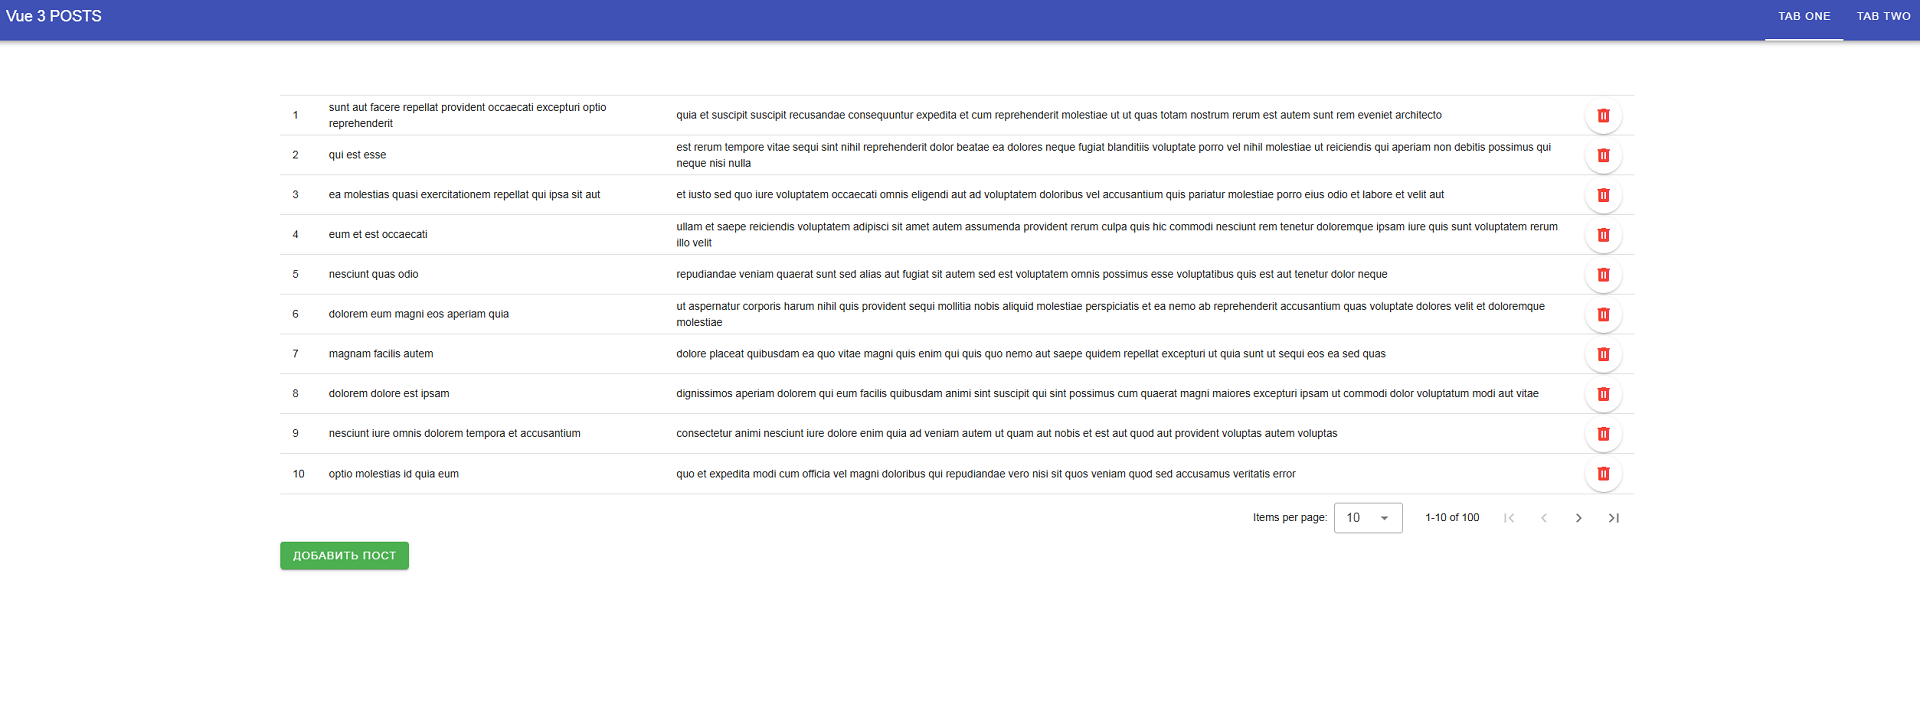 Vue 3 POSTS
TAB ONE
TAB TWO
1
sunt aut facere repellat provident occaecati excepturi optio
reprehenderit
quia et suscipit suscipit recusandae consequuntur expedita et cum reprehenderit molestiae ut ut quas totam nostrum rerum est autem sunt rem eveniet architecto
2
qui est esse
est rerum tempore vitae sequi sint nihil reprehenderit dolor beatae ea dolores neque fugiat blanditiis voluptate porro vel nihil molestiae ut reiciendis qui aperiam non debitis possimus qui
neque nisi nulla
3
ea molestias quasi exercitationem repellat qui ipsa sit aut
et iusto sed quo iure voluptatem occaecati omnis eligendi aut ad voluptatem doloribus vel accusantium quis pariatur molestiae porro eius odio et labore et velit aut
4
eum et est occaecati
ullam et saepe reiciendis voluptatem adipisci sit amet autem assumenda provident rerum culpa quis hic commodi nesciunt rem tenetur doloremque ipsam iure quis sunt voluptatem rerum
illo velit
5
nesciunt quas odio
repudiandae veniam quaerat sunt sed alias aut fugiat sit autem sed est voluptatem omnis possimus esse voluptatibus quis est aut tenetur dolor neque
6
dolorem eum magni eos aperiam quia
ut aspernatur corporis harum nihil quis provident sequi mollitia nobis aliquid molestiae perspiciatis et ea nemo ab reprehenderit accusantium quas voluptate dolores velit et doloremque
molestiae
7
magnam facilis autem
dolore placeat quibusdam ea quo vitae magni quis enim qui quis quo nemo aut saepe quidem repellat excepturi ut quia sunt ut sequi eos ea sed quas
8
dolorem dolore est ipsam
dignissimos aperiam dolorem qui eum facilis quibusdam animi sint suscipit qui sint possimus cum quaerat magni maiores excepturi ipsam ut commodi dolor voluptatum modi aut vitae
9
nesciunt iure omnis dolorem tempora et accusantium
consectetur animi nesciunt iure dolore enim quia ad veniam autem ut quam aut nobis et est aut quod aut provident voluptas autem voluptas
10
optio molestias id quia eum
quo et expedita modi cum officia vel magni doloribus qui repudiandae vero nisi sit quos veniam quod sed accusamus veritatis error
Items per page:
10
1-10 of 100
ДОБАВИТЬ ПОСТ